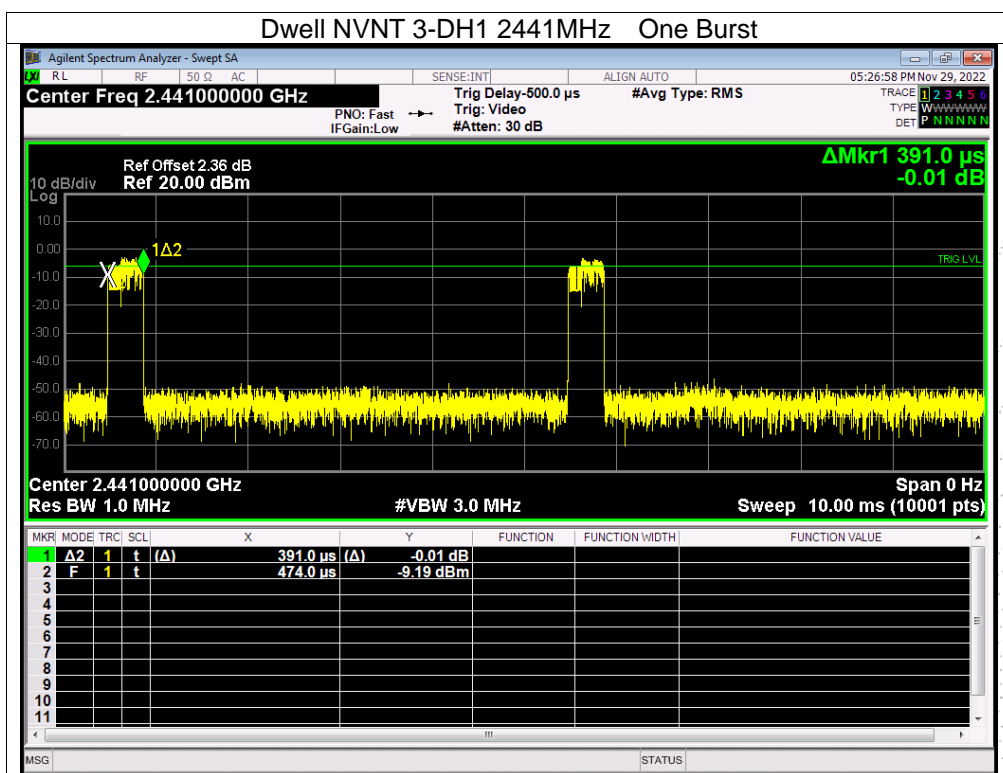 Dwell NVNT 3-DH1 2441MHz One Burst
Agilent Spectrum Analyzer - Swept SA
LXI RL RF 50 Ω AC SENSE:INT ALIGN AUTO 05:26:58 PM Nov 29, 2022
Center Freq 2.441000000 GHz Trig Delay-500.0 µs #Avg Type: RMS TRACE 1 2 3 4 5 6
PNO: Fast Trig: Video TYPE WWWWWW
IFGain:Low #Atten: 30 dB DET P N N N N N
ΔMkr1 391.0 µs
Ref Offset 2.36 dB
10 dB/div Ref 20.00 dBm -0.01 dB
Log
10.0
0.00 1Δ2
TRIG LVL
-10.0
-20.0
-30.0
-40.0
-50.0
-60.0
-70.0
Center 2.441000000 GHz Span 0 Hz
Res BW 1.0 MHz #VBW 3.0 MHz Sweep 10.00 ms (10001 pts)
MKR MODE TRC SCL X Y FUNCTION FUNCTION WIDTH FUNCTION VALUE
1 Δ2 1 t (Δ) 391.0 µs (Δ) -0.01 dB
2 F 1 t 474.0 µs -9.19 dBm
3
4
5
6
7
8
9
10
11
MSG STATUS